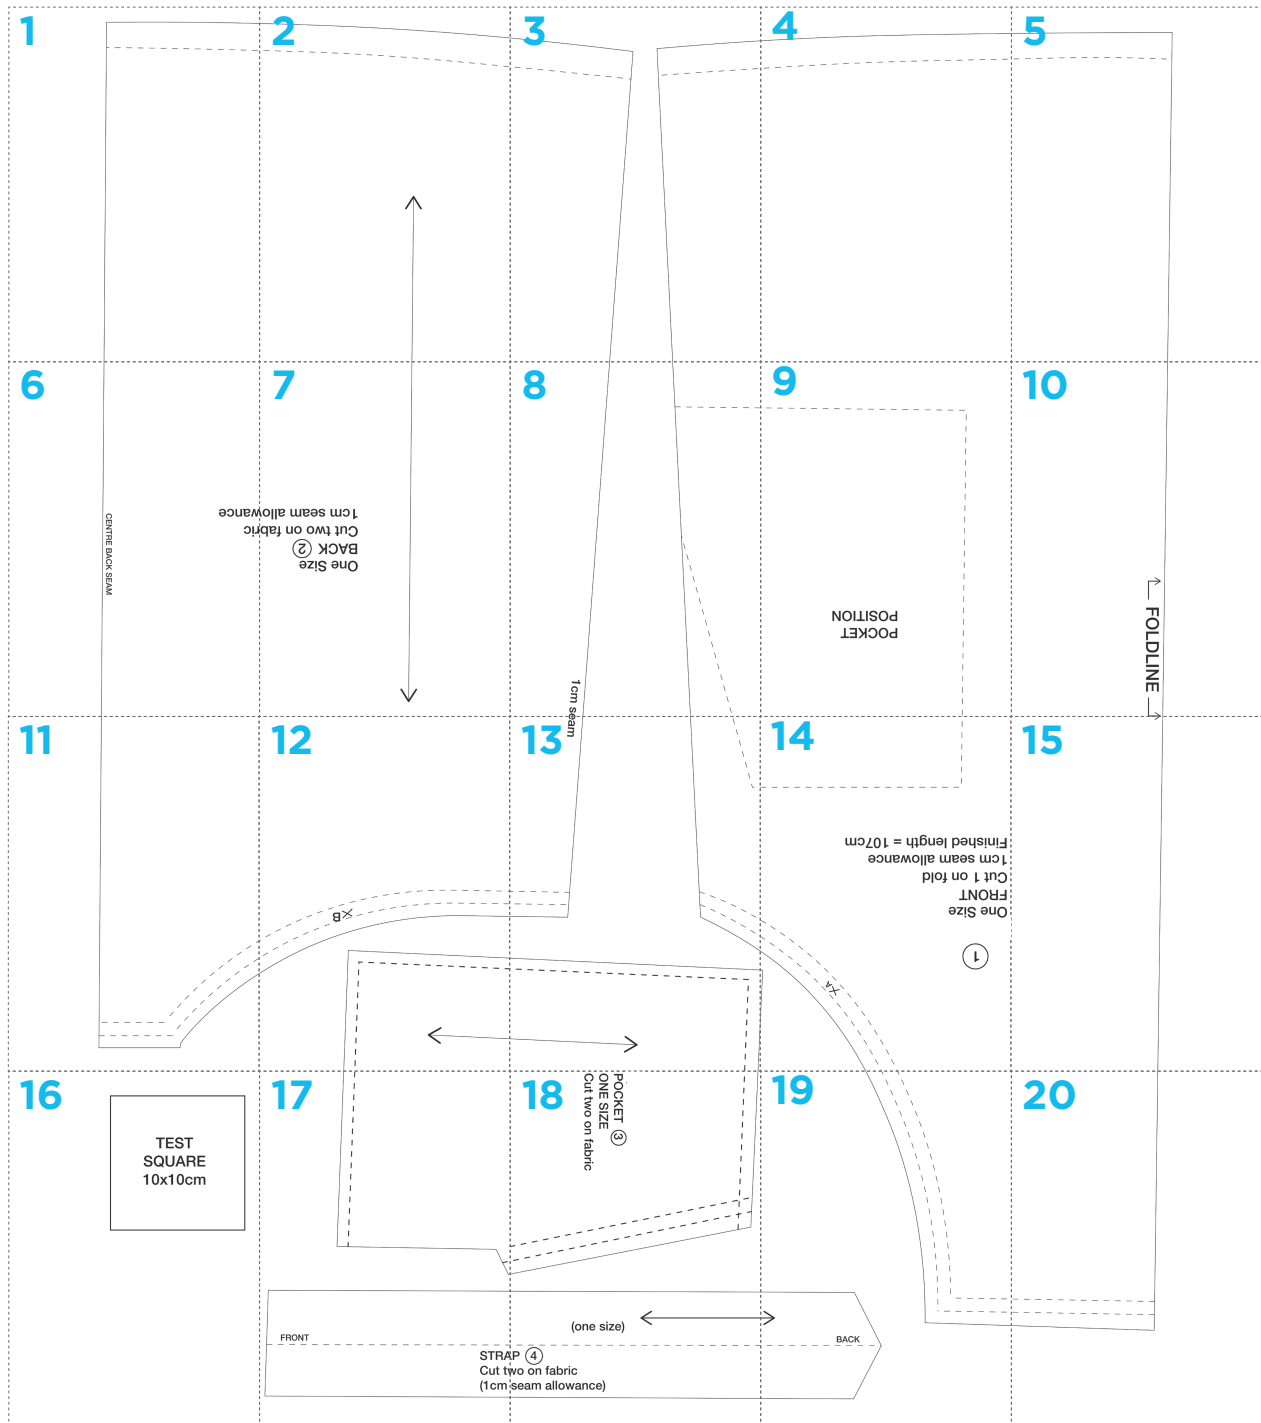 1
2
3
4
5
6
7
8
9
10
CENTRE BACK SEAM
One Size
BACK 2
Cut two on fabric
1cm seam allowance
POCKET
POSITION
FOLDLINE
1cm seam
11
12
13
14
15
1
One Size
FRONT
Cut 1 on fold
1cm seam allowance
Finished length = 107cm
B
A
16
17
18
19
20
TEST
SQUARE
10x10cm
POCKET 3
ONE SIZE
Cut two on fabric
(one size)
FRONT
BACK
STRAP 4
Cut two on fabric
(1cm seam allowance)